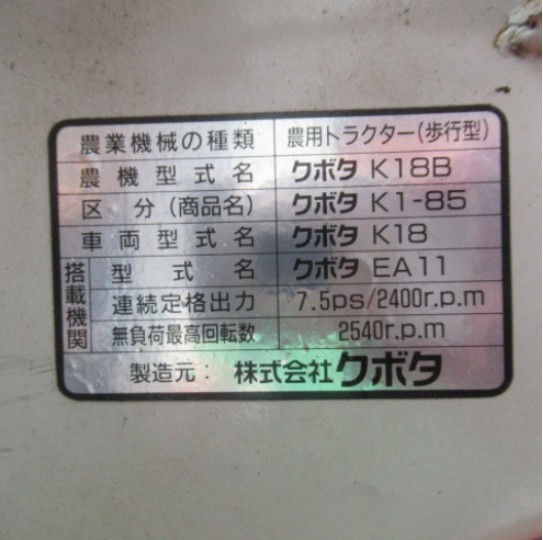 農業機械の種類 農用トラクター(歩行型)
農機型式名 クボタ K18B
区分(商品名) クボタ K1-85
車両型式名 クボタ K18
搭載機関 型式名 クボタ EA11
連続定格出力 7.5ps/2400r.p.m
無負荷最高回転数 2540r.p.m
製造元: 株式会社クボタ